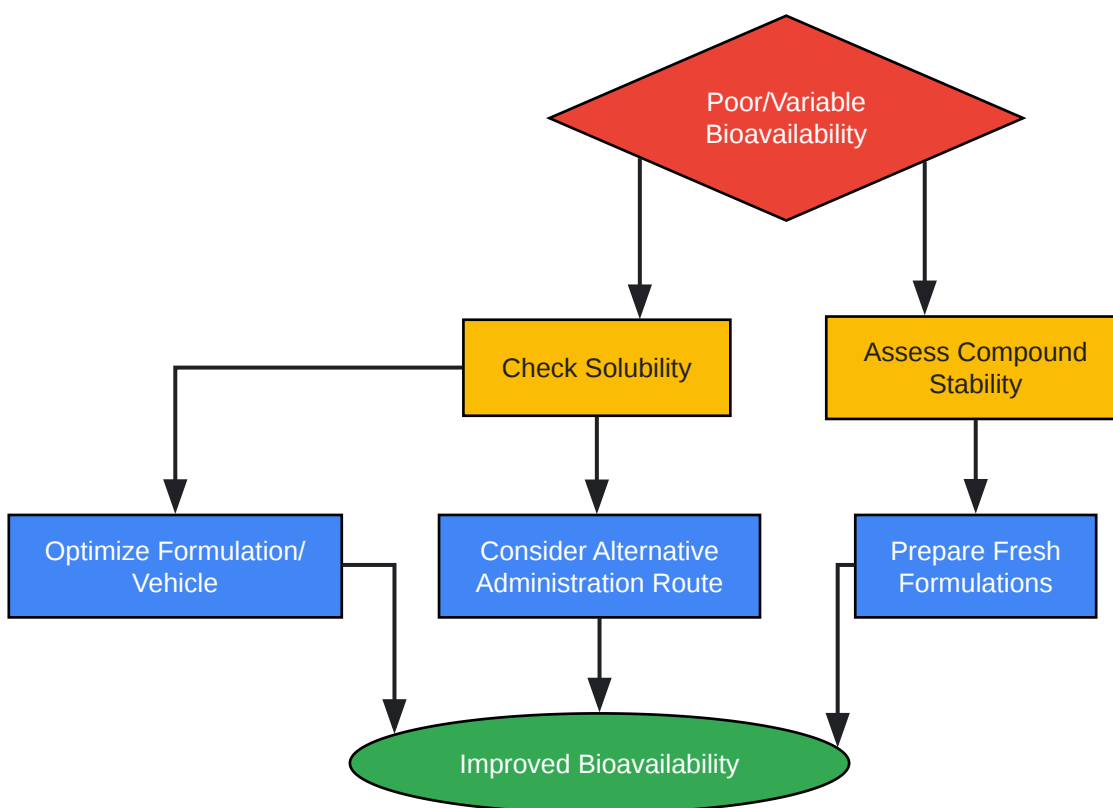 Poor/Variable
Bioavailability
Check Solubility
Assess Compound
Stability
Optimize Formulation/
Vehicle
Consider Alternative
Administration Route
Prepare Fresh
Formulations
Improved Bioavailability